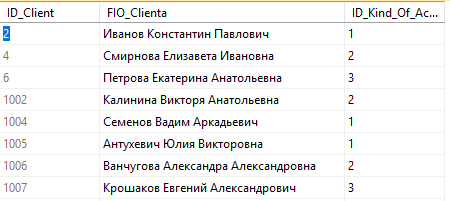 ID_Client FIO_Clienta ID_Kind_Of_Ac...
2 Иванов Константин Павлович 1
4 Смирнова Елизавета Ивановна 2
6 Петрова Екатерина Анатольевна 3
1002 Калинина Викторя Анатольевна 2
1004 Семенов Вадим Аркадьевич 1
1005 Антухевич Юлия Викторовна 1
1006 Ванчугова Александра Александровна 2
1007 Крошаков Евгений Александрович 3